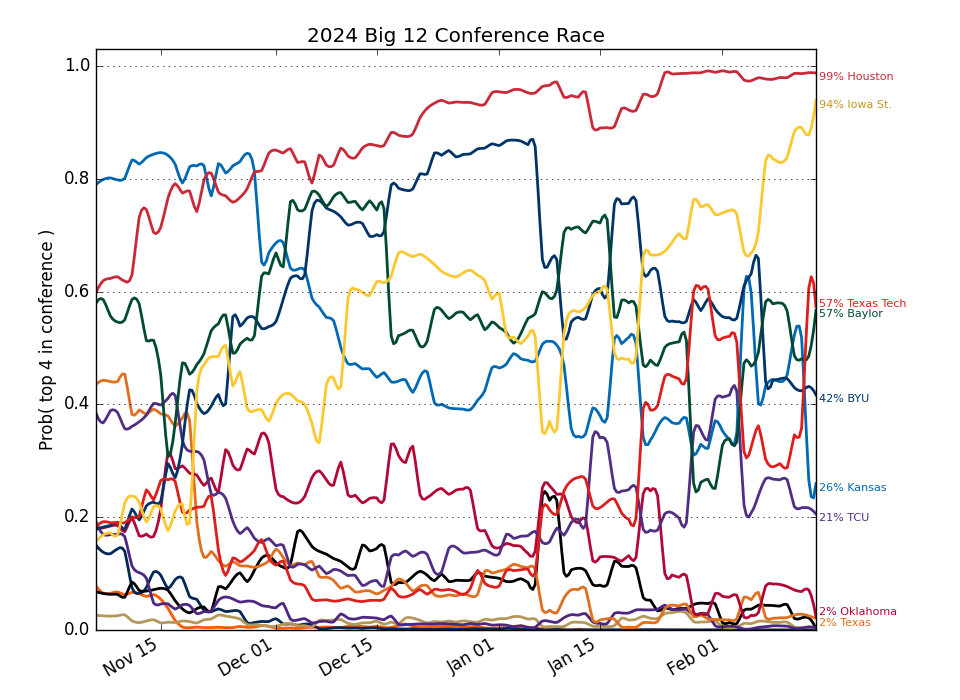 2024 Big 12 Conference Race
Prob( top 4 in conference )
1.0
0.8
0.6
0.4
0.2
0.0
Nov 15
Dec 01
Dec 15
Jan 01
Jan 15
Feb 01
99% Houston
94% Iowa St.
57% Texas Tech
57% Baylor
42% BYU
26% Kansas
21% TCU
2% Oklahoma
2% Texas